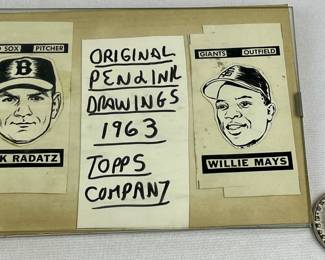 SOX PITCHER
B
K RADATZ
ORIGINAL
PEN&INK
DRAWINGS
1963
TOPPS
COMPANY
GIANTS OUTFIELD
WILLIE MAYS